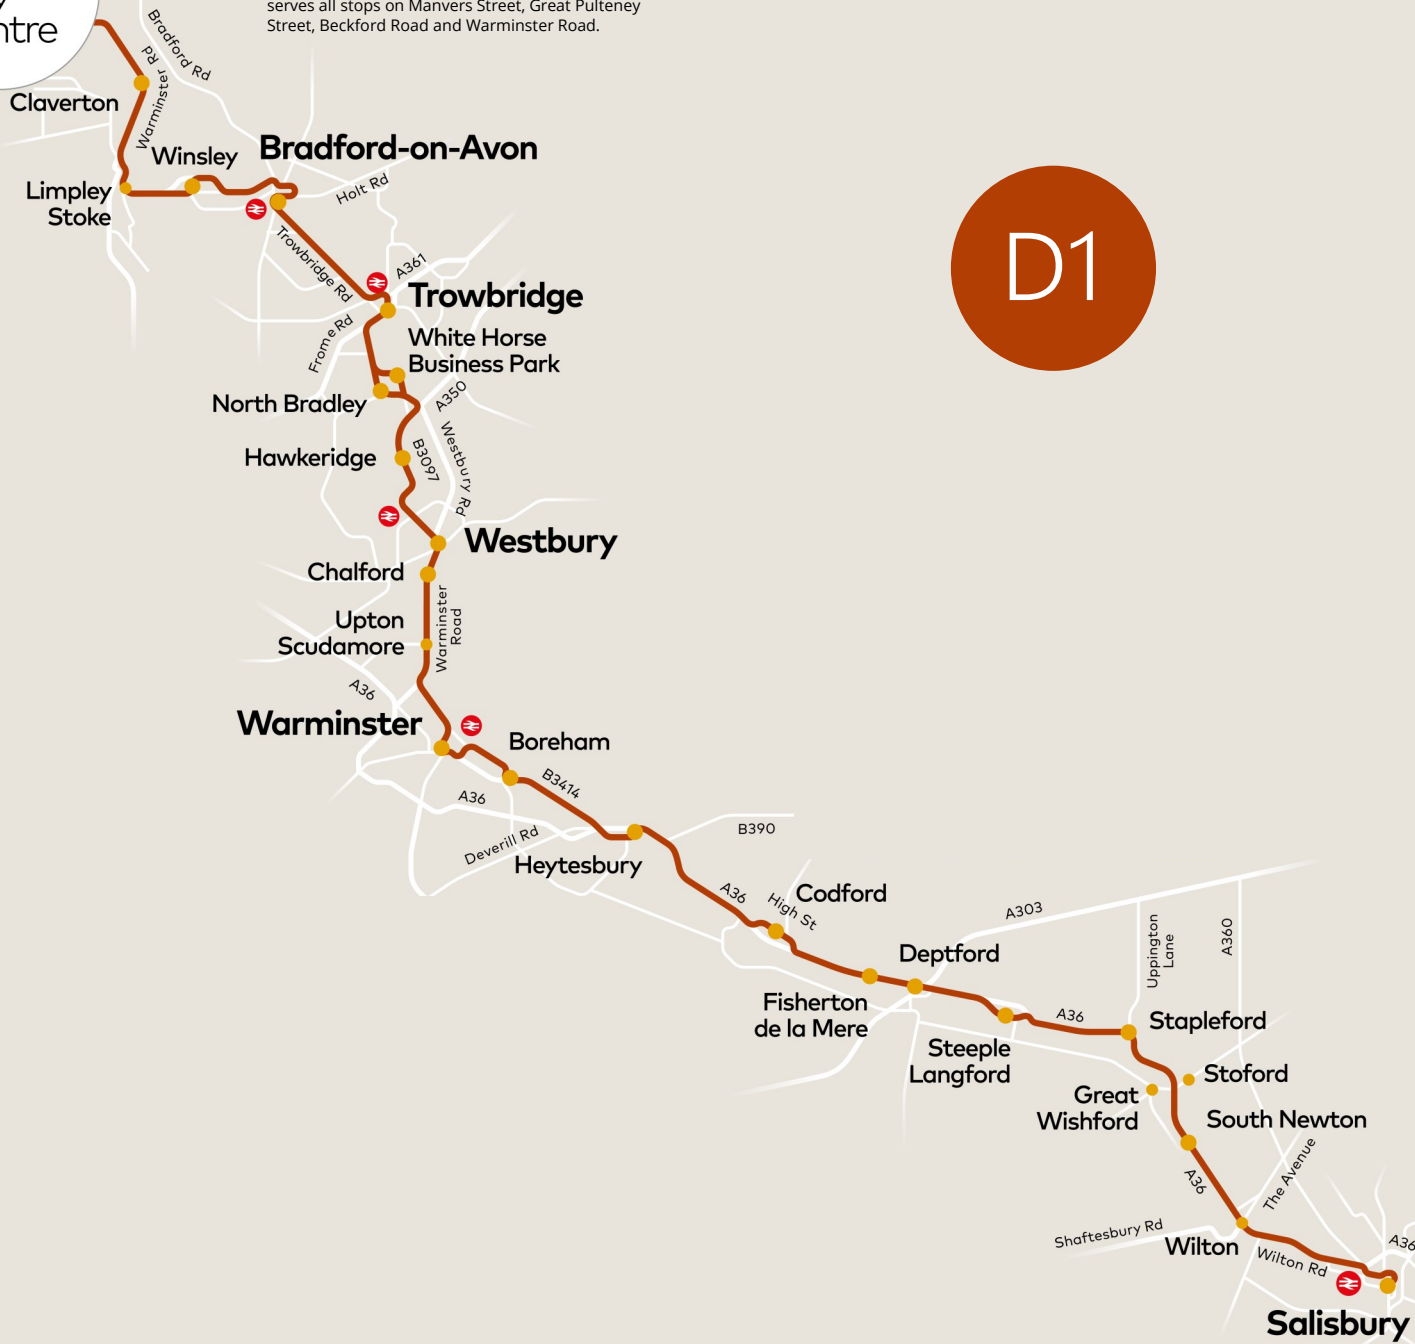 serves all stops on Manvers Street, Great Pulteney
Street, Beckford Road and Warminster Road.
Bradford Rd
Warminster Rd
Claverton
Winsley
Bradford-on-Avon
Limpley
Stoke
Holt Rd
Trowbridge Rd
A361
Trowbridge
D1
Frome Rd
White Horse
Business Park
A350
North Bradley
Westbury Rd
B3097
Hawkeridge
Westbury
Chalford
Warminster
Road
Upton
Scudamore
A36
Warminster
Boreham
B3414
A36
Deverill Rd
B390
Heytesbury
A36
High St
Codford
A303
Uppington
Lane
A360
Deptford
Fisherton
de la Mere
A36
Stapleford
Steeple
Langford
Stoford
Great
Wishford
South Newton
A36
The Avenue
Shaftesbury Rd
Wilton
Wilton Rd
A36
Salisbury